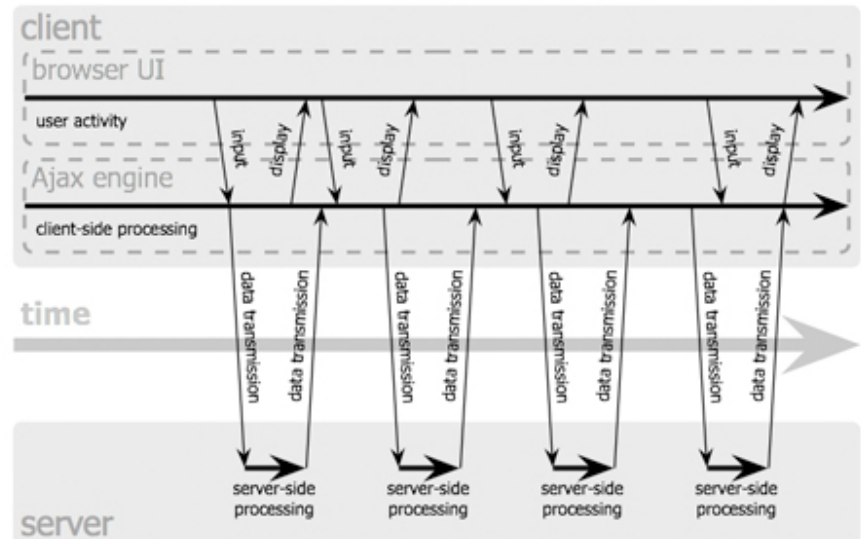 client
browser UI
user activity
input
display
input
display
input
display
input
display
Ajax engine
client-side processing
data transmission
data transmission
data transmission
data transmission
data transmission
data transmission
data transmission
data transmission
time
server-side
processing
server-side
processing
server-side
processing
server-side
processing
server